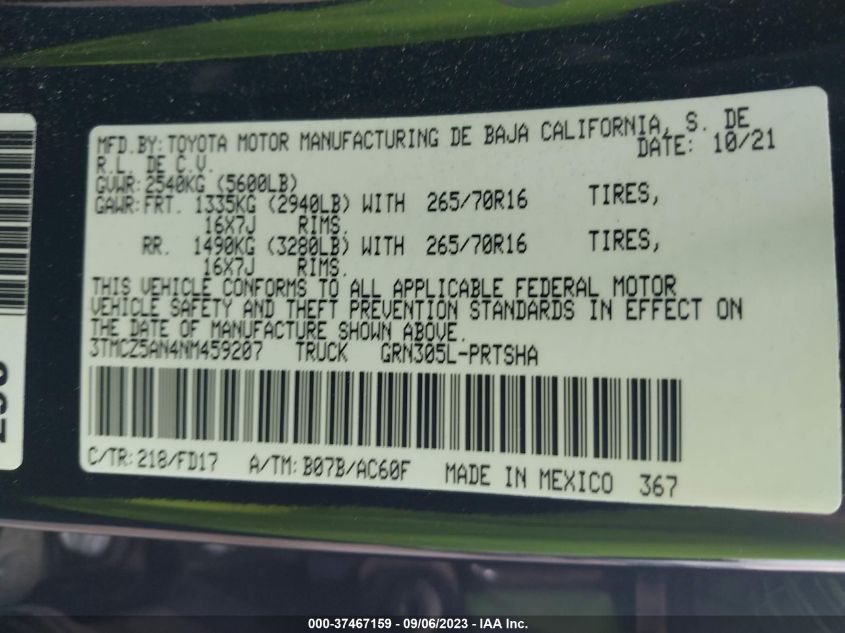 MFD.BY: TOYOTA MOTOR MANUFACTURING DE BAJA CALIFORNIA, S. DE
R.L. DE C.V. DATE: 10/21
GVWR: 2540KG (5600LB)
GAWR: FRT. 1335KG (2940LB) WITH 265/70R16 TIRES,
16X7J RIMS.
RR. 1490KG (3280LB) WITH 265/70R16 TIRES,
16X7J RIMS.
THIS VEHICLE CONFORMS TO ALL APPLICABLE FEDERAL MOTOR
VEHICLE SAFETY AND THEFT PREVENTION STANDARDS IN EFFECT ON
THE DATE OF MANUFACTURE SHOWN ABOVE.
3TMCZ5AN4NM459207 TRUCK GRN305L-PRTSHA
C/TR: 218/FD17 A/TM: B07B/AC60F MADE IN MEXICO 367
000-37467159 - 09/06/2023 - IAA Inc.